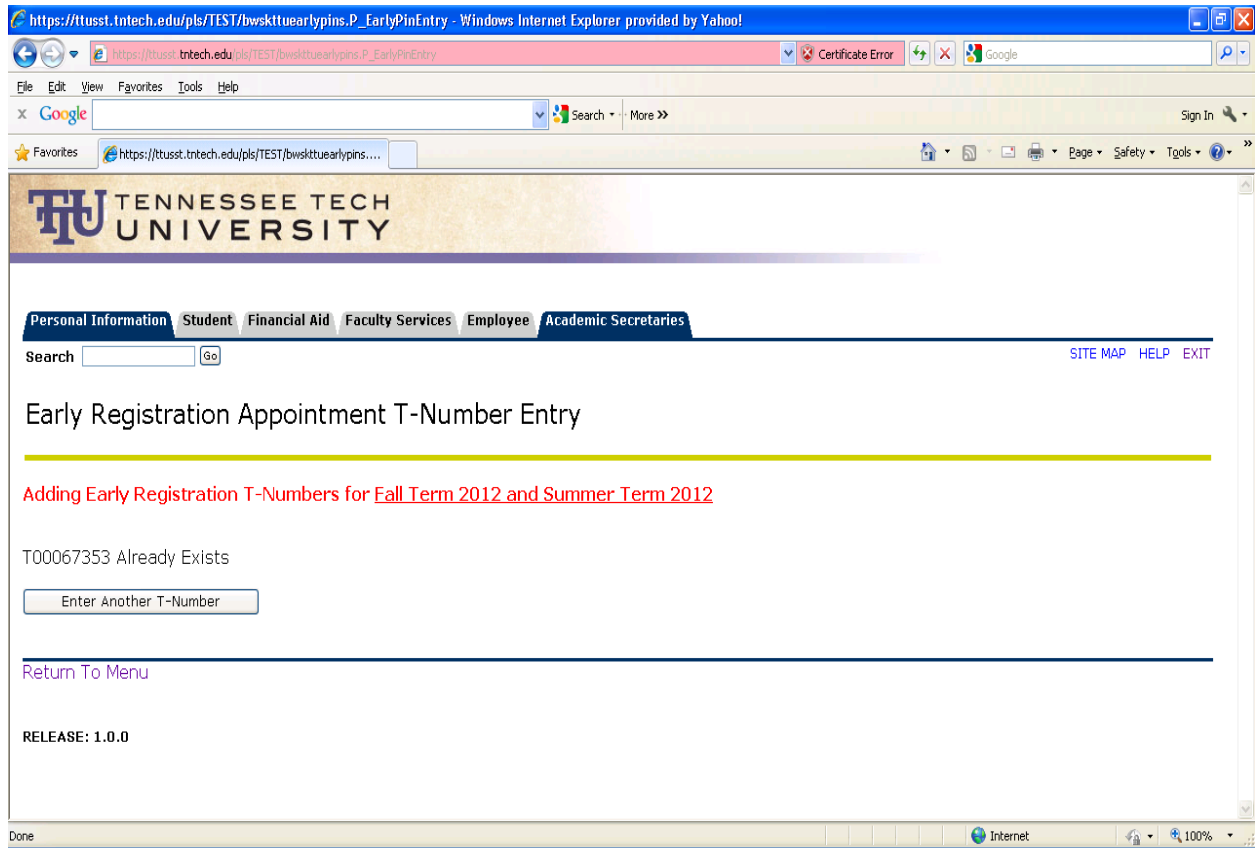 https://ttusst.tntech.edu/pls/TEST/bwskttuearlypins.P_EarlyPinEntry - Windows Internet Explorer provided by Yahoo!
https://ttusst.tntech.edu/pls/TEST/bwskttuearlypins.P_EarlyPinEntry Certificate Error Google
File Edit View Favorites Tools Help
x Google Search More >> Sign In
Favorites https://ttusst.tntech.edu/pls/TEST/bwskttuearlypins.... Page Safety Tools »
TTU TENNESSEE TECH
UNIVERSITY
Personal Information Student Financial Aid Faculty Services Employee Academic Secretaries
Search Go SITE MAP HELP EXIT
Early Registration Appointment T-Number Entry
Adding Early Registration T-Numbers for Fall Term 2012 and Summer Term 2012
T00067353 Already Exists
Enter Another T-Number
Return To Menu
RELEASE: 1.0.0
Done Internet 100%